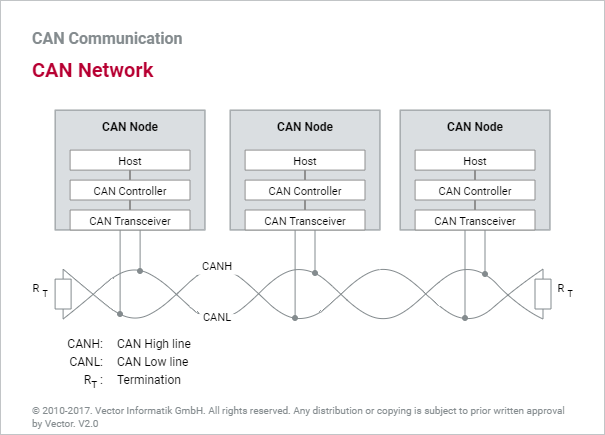 CAN Communication
CAN Network
CAN Node CAN Node CAN Node
Host Host Host
CAN Controller CAN Controller CAN Controller
CAN Transceiver CAN Transceiver CAN Transceiver
CANH
R T R T
CANL
CANH: CAN High line
CANL: CAN Low line
RT: Termination
© 2010-2017. Vector Informatik GmbH. All rights reserved. Any distribution or copying is subject to prior written approval
by Vector. V2.0